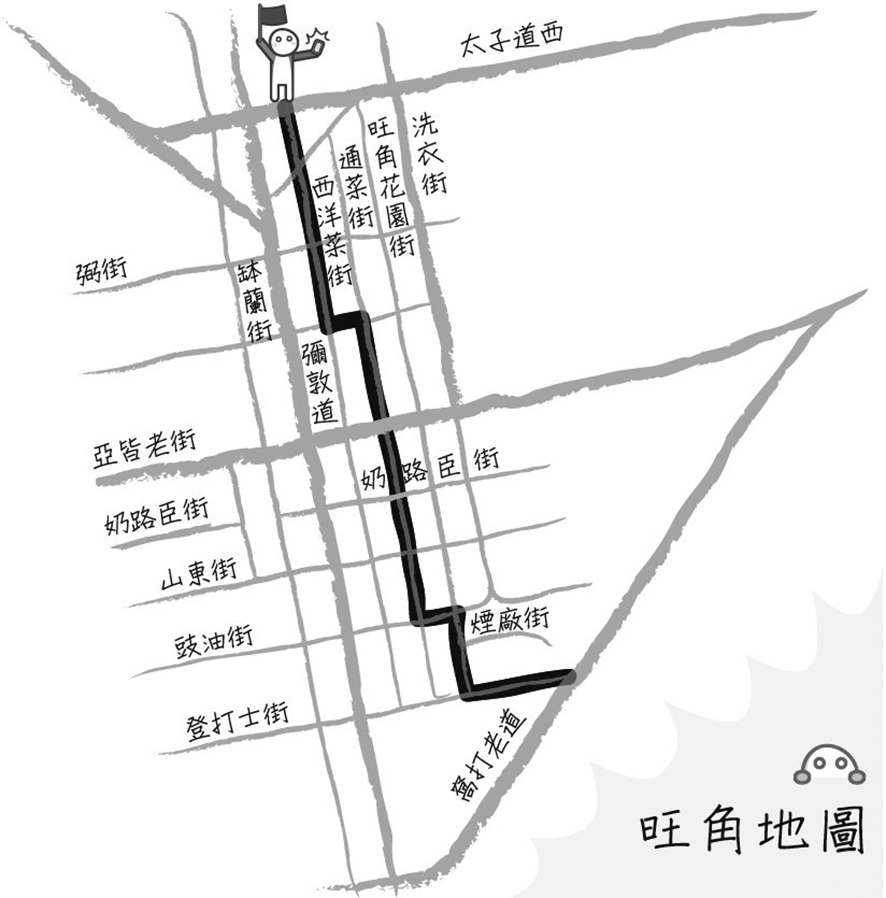 太子道西
洗衣街
旺角花園街
通菜街
西洋菜街
弼街
缽蘭街
彌敦道
亞皆老街
奶路臣街
奶路臣街
山東街
豉油街
煙廠街
登打士街
窩打老道
旺角地圖